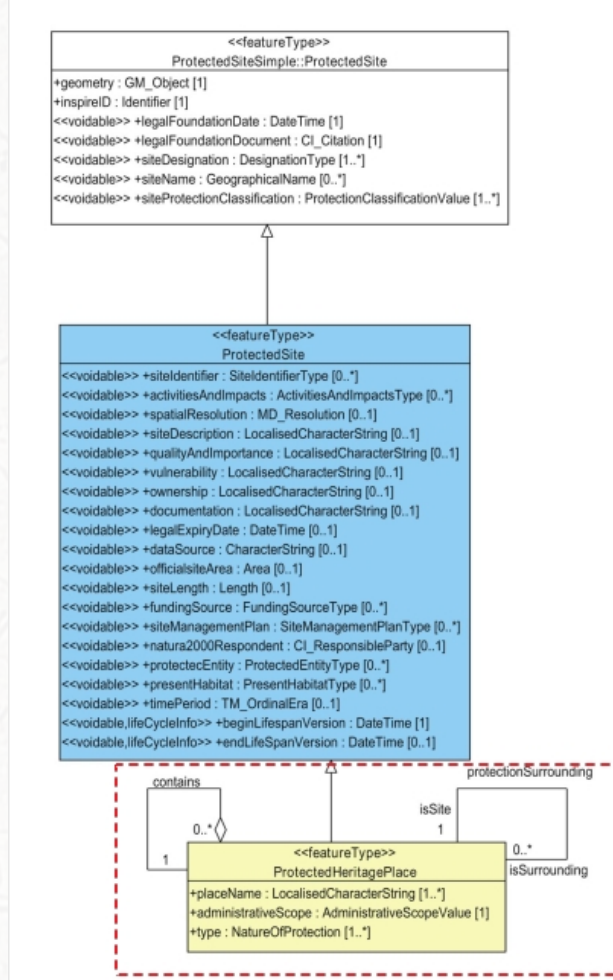 <<featureType>>
ProtectedSiteSimple::ProtectedSite
+geometry : GM_Object [1]
+inspireID : Identifier [1]
<<voidable>> +legalFoundationDate : DateTime [1]
<<voidable>> +legalFoundationDocument : CI_Citation [1]
<<voidable>> +siteDesignation : DesignationType [1..*]
<<voidable>> +siteName : GeographicalName [0..*]
<<voidable>> +siteProtectionClassification : ProtectionClassificationValue [1..*]
<<featureType>>
ProtectedSite
<<voidable>> +siteIdentifier : SiteIdentifierType [0..*]
<<voidable>> +activitiesAndImpacts : ActivitiesAndImpactsType [0..*]
<<voidable>> +spatialResolution : MD_Resolution [0..1]
<<voidable>> +siteDescription : LocalisedCharacterString [0..1]
<<voidable>> +qualityAndImportance : LocalisedCharacterString [0..1]
<<voidable>> +vulnerability : LocalisedCharacterString [0..1]
<<voidable>> +ownership : LocalisedCharacterString [0..1]
<<voidable>> +documentation : LocalisedCharacterString [0..1]
<<voidable>> +legalExpiryDate : DateTime [0..1]
<<voidable>> +dataSource : CharacterString [0..1]
<<voidable>> +officialsiteArea : Area [0..1]
<<voidable>> +siteLength : Length [0..1]
<<voidable>> +fundingSource : FundingSourceType [0..*]
<<voidable>> +siteManagementPlan : SiteManagementPlanType [0..*]
<<voidable>> +natura2000Respondent : CI_ResponsibleParty [0..1]
<<voidable>> +protectecEntity : ProtectedEntityType [0..*]
<<voidable>> +presentHabitat : PresentHabitatType [0..*]
<<voidable>> +timePeriod : TM_OrdinalEra [0..1]
<<voidable,lifeCycleInfo>> +beginLifespanVersion : DateTime [1]
<<voidable,lifeCycleInfo>> +endLifeSpanVersion : DateTime [0..1]
contains
protectionSurrounding
isSite
0..*
1
1
0..*
isSurrounding
<<featureType>>
ProtectedHeritagePlace
+placeName : LocalisedCharacterString [1..*]
+administrativeScope : AdministrativeScopeValue [1]
+type : NatureOfProtection [1..*]